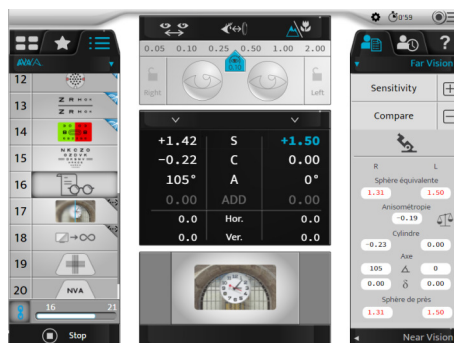 0:59
0.05 0.10 0.25 0.50 1.00 2.00
0.10
Right
Left
AWA
12
13
14
15
N K C Z O
16
17
18
19
20
NVA
16
21
Stop
+1.42 S +1.50
−0.22 C 0.00
105° A 0°
0.00 ADD 0.00
0.0 Hor. 0.0
0.0 Ver. 0.0
?
Far Vision
Sensitivity
Compare
R L
Sphère équivalente
1.31 1.50
Anisométropie
−0.19
Cylindre
−0.23 0.00
Axe
105 0
0.00 δ 0.00
Sphère de près
1.31 1.50
Near Vision